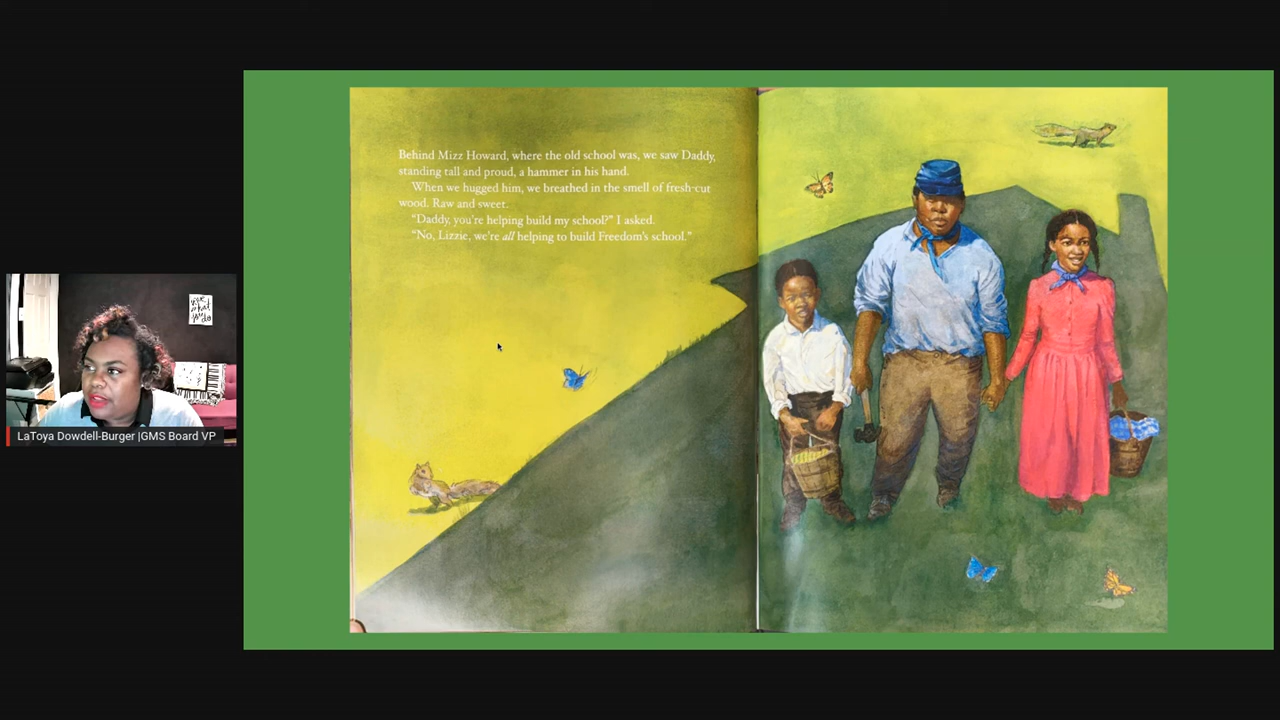 Behind Mizz Howard, where the old school was, we saw Daddy,
standing tall and proud, a hammer in his hand.
When we hugged him, we breathed in the smell of fresh-cut
wood. Raw and sweet.
"Daddy, you're helping build my school?" I asked.
"No, Lizzie, we're all helping to build Freedom's school."
LaToya Dowdell-Burger |GMS Board VP